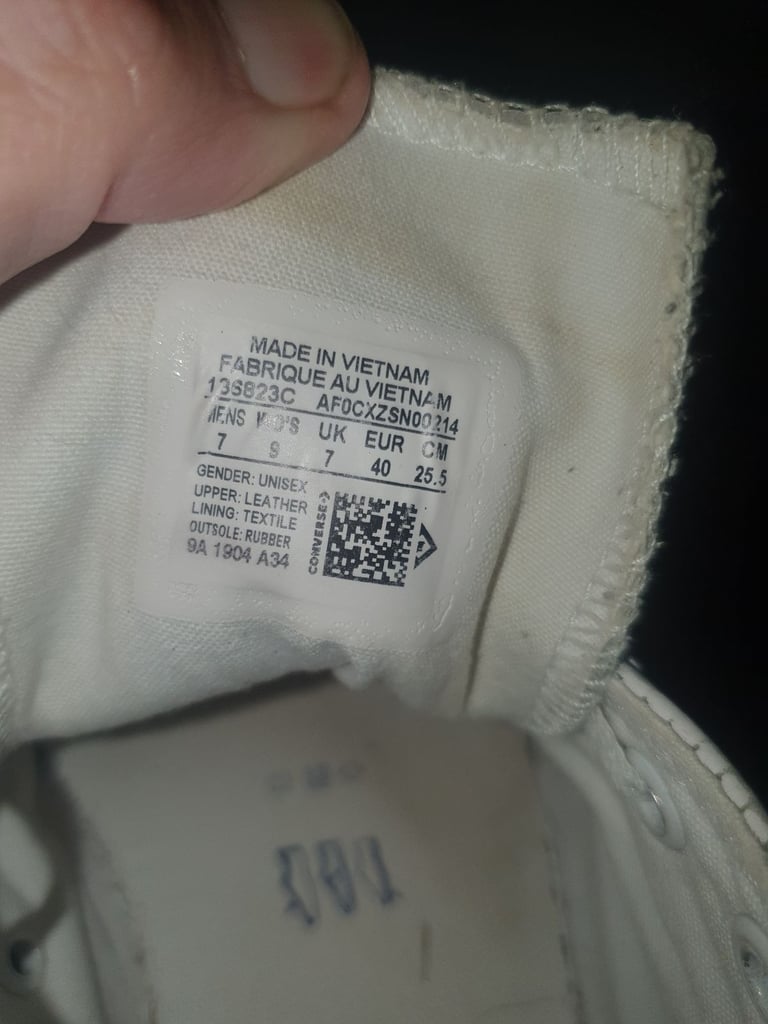 MADE IN VIETNAM
FABRIQUE AU VIETNAM
136823C AF0CXZSN00214
MENS WO'S UK EUR CM
7 9 7 40 25.5
GENDER: UNISEX
UPPER: LEATHER
LINING: TEXTILE
OUTSOLE: RUBBER
9A 1904 A34
CONVERSE